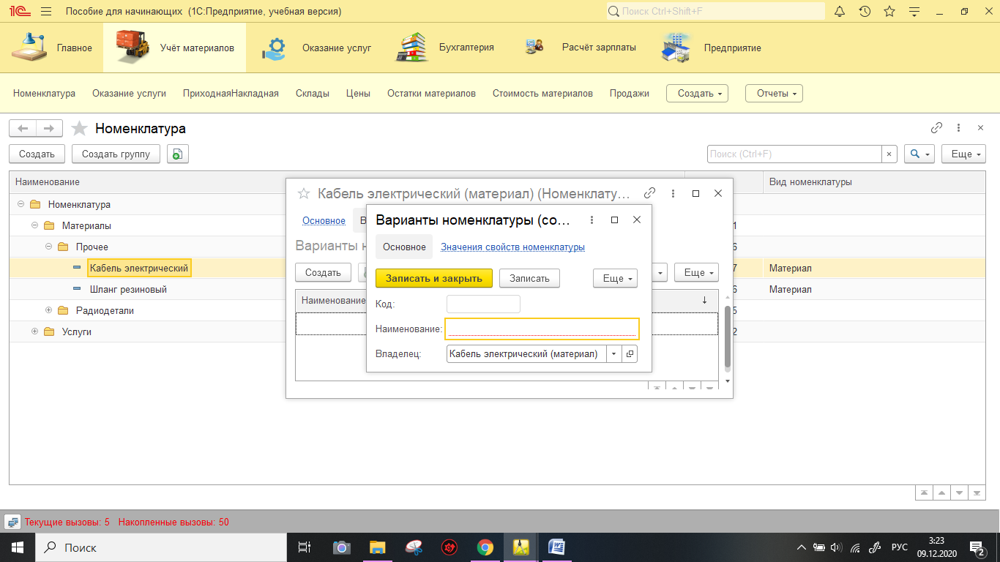 Пособие для начинающих (1С:Предприятие, учебная версия)
Поиск Ctrl+Shift+F
Главное
Учёт материалов
Оказание услуг
Бухгалтерия
Расчёт зарплаты
Предприятие
Номенклатура Оказание услуги ПриходнаяНакладная Склады Цены Остатки материалов Стоимость материалов Продажи Создать Отчеты
Номенклатура
Создать Создать группу Поиск (Ctrl+F) Еще
Наименование Вид номенклатуры
Номенклатура
Материалы 1
Прочее 6
Кабель электрический 7 Материал
Шланг резиновый 6 Материал
Радиодетали 5
Услуги 2
Кабель электрический (материал) (Номенклату...
Основное В
Варианты н
Создать Еще
Наименование
Варианты номенклатуры (со...
Основное Значения свойств номенклатуры
Записать и закрыть Записать Еще
Код:
Наименование:
Владелец: Кабель электрический (материал)
Текущие вызовы: 5 Накопленные вызовы: 50
Поиск
РУС
3:23
09.12.2020
2